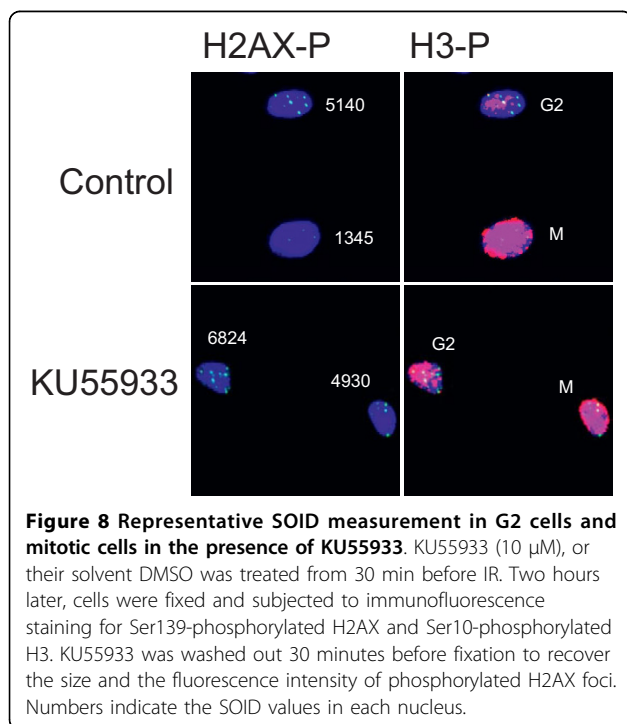 H2AX-P H3-P
Control
5140 G2
1345 M
KU55933
6824 G2
4930 M
Figure 8 Representative SOID measurement in G2 cells and
mitotic cells in the presence of KU55933. KU55933 (10 μM), or
their solvent DMSO was treated from 30 min before IR. Two hours
later, cells were fixed and subjected to immunofluorescence
staining for Ser139-phosphorylated H2AX and Ser10-phosphorylated
H3. KU55933 was washed out 30 minutes before fixation to recover
the size and the fluorescence intensity of phosphorylated H2AX foci.
Numbers indicate the SOID values in each nucleus.